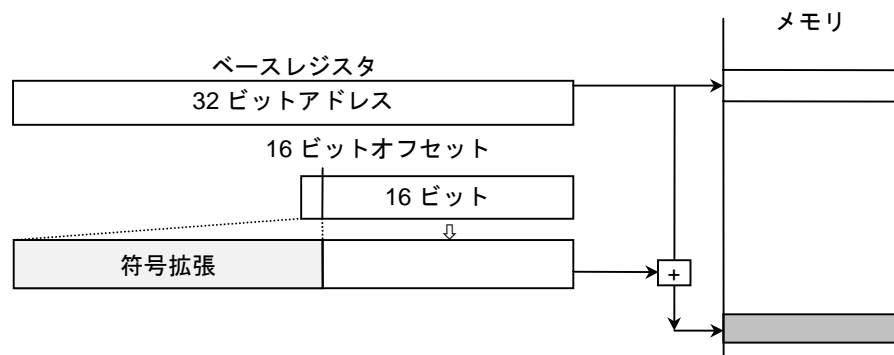 メモリ
ベースレジスタ
32 ビットアドレス
16 ビットオフセット
16 ビット
符号拡張
+